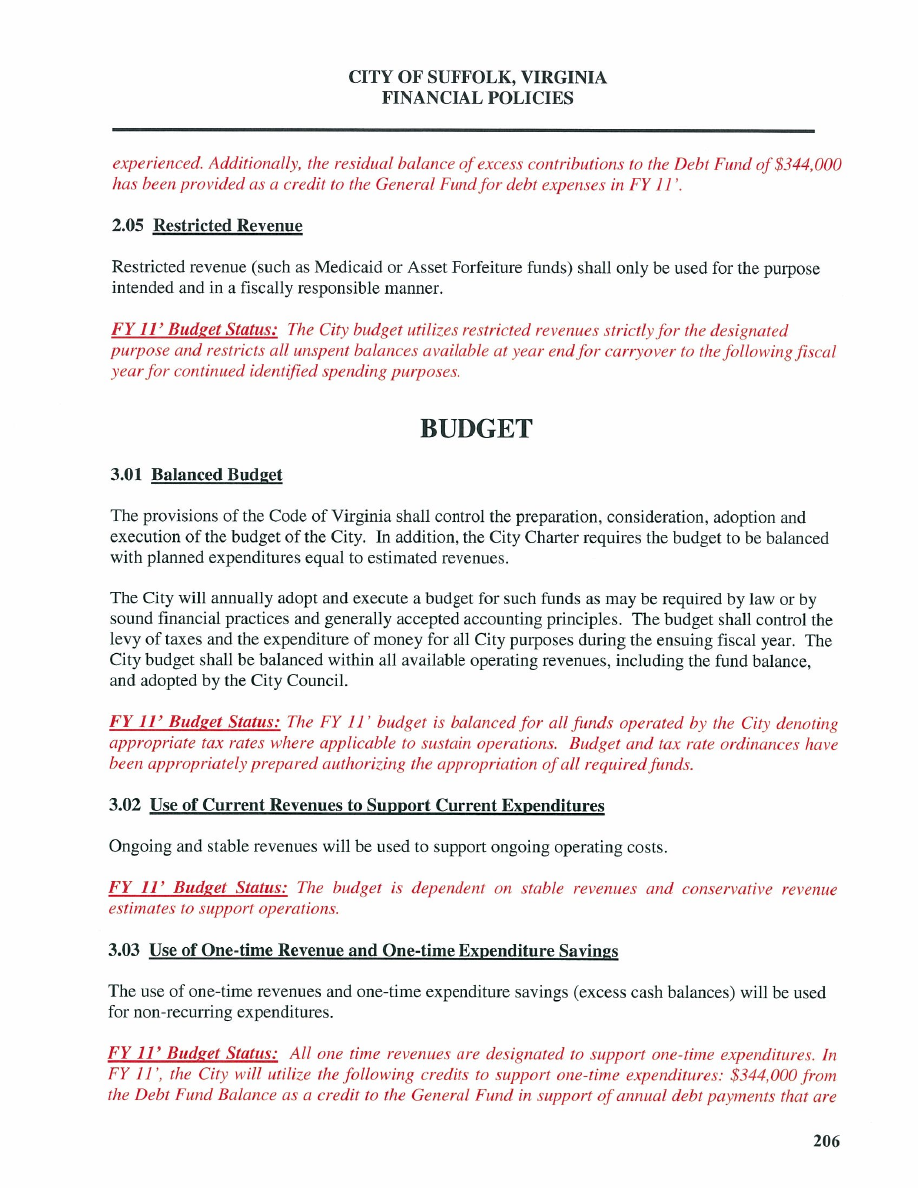 CITY OF SUFFOLK, VIRGINIA
FINANCIAL POLICIES
experienced. Additionally, the residual balance of excess contributions to the Debt Fund of $344,000
has been provided as a credit to the General Fund for debt expenses in FY 11’.
2.05 Restricted Revenue
Restricted revenue (such as Medicaid or Asset Forfeiture funds) shall only be used for the purpose
intended and in a fiscally responsible manner.
FY 11’ Budget Status: The City budget utilizes restricted revenues strictly for the designated
purpose and restricts all unspent balances available at year end for carryover to the following fiscal
year for continued identified spending purposes.
BUDGET
3.01 Balanced Budget
The provisions of the Code of Virginia shall control the preparation, consideration, adoption and
execution of the budget of the City. In addition, the City Charter requires the budget to be balanced
with planned expenditures equal to estimated revenues.
The City will annually adopt and execute a budget for such funds as may be required by law or by
sound financial practices and generally accepted accounting principles. The budget shall control the
levy of taxes and the expenditure of money for all City purposes during the ensuing fiscal year. The
City budget shall be balanced within all available operating revenues, including the fund balance,
and adopted by the City Council.
FY 11’ Budget Status: The FY 11’ budget is balanced for all funds operated by the City denoting
appropriate tax rates where applicable to sustain operations. Budget and tax rate ordinances have
been appropriately prepared authorizing the appropriation of all required funds.
3.02 Use of Current Revenues to Support Current Expenditures
Ongoing and stable revenues will be used to support ongoing operating costs.
FY 11’ Budget Status: The budget is dependent on stable revenues and conservative revenue
estimates to support operations.
3.03 Use of One-time Revenue and One-time Expenditure Savings
The use of one-time revenues and one-time expenditure savings (excess cash balances) will be used
for non-recurring expenditures.
FY 11’ Budget Status: All one time revenues are designated to support one-time expenditures. In
FY 11’, the City will utilize the following credits to support one-time expenditures: $344,000 from
the Debt Fund Balance as a credit to the General Fund in support of annual debt payments that are
206